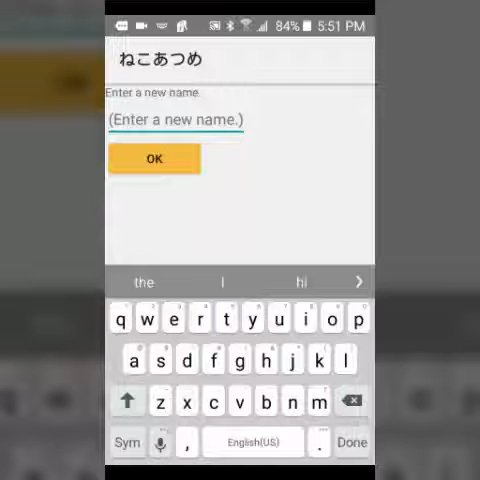 84% 5:51 PM
ねこあつめ
Enter a new name.
(Enter a new name.)
OK
the I hi >
q w e r t y u i o p
a s d f g h j k l
z x c v b n m
Sym , English(US) . Done